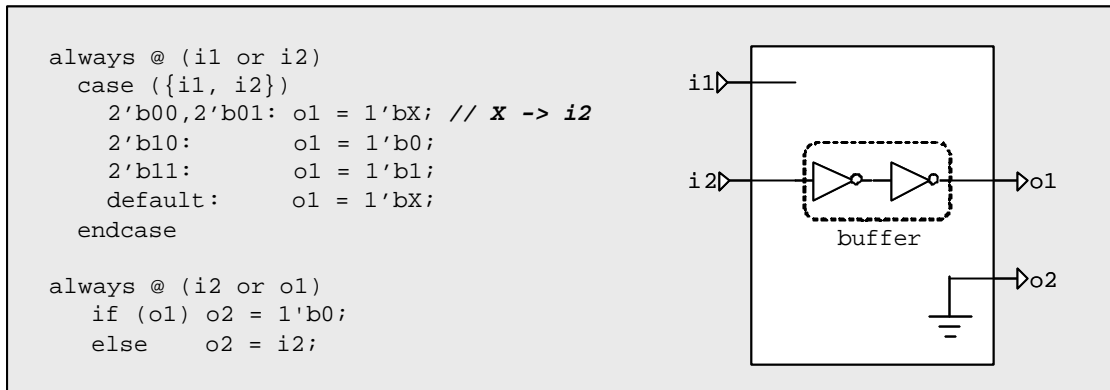 always @ (i1 or i2)
case ({i1, i2})
2’b00,2’b01: o1 = 1’bX; // X -> i2
2’b10: o1 = 1’b0;
2’b11: o1 = 1’b1;
default: o1 = 1’bX;
endcase
always @ (i2 or o1)
if (o1) o2 = 1'b0;
else o2 = i2;
i1
i2
o1
buffer
o2